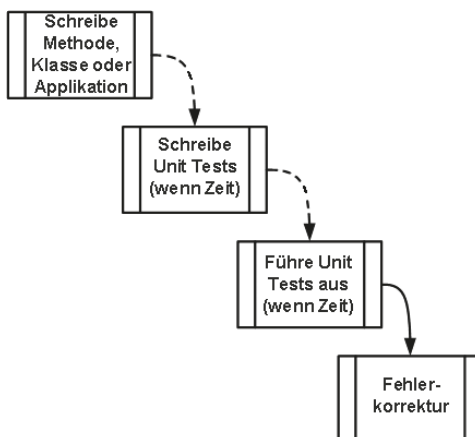 Schreibe
Methode,
Klasse oder
Applikation
Schreibe
Unit Tests
(wenn Zeit)
Führe Unit
Tests aus
(wenn Zeit)
Fehler-
korrektur